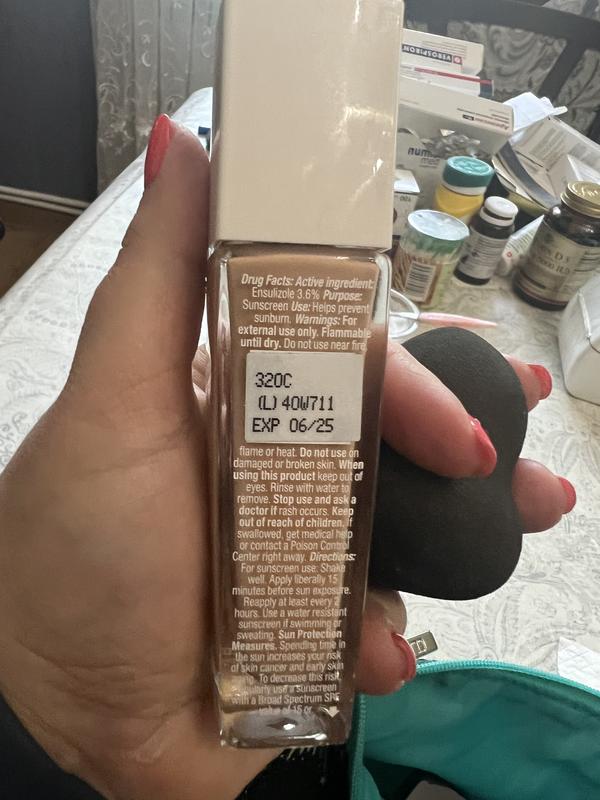 VEROSPIRON
Drug Facts: Active ingredient:
Ensulizole 3.6% Purpose:
Sunscreen Use: Helps prevent
sunburn. Warnings: For
external use only. Flammable
until dry. Do not use near fire,
320C
(L) 40W711
EXP 06/25
flame or heat. Do not use on
damaged or broken skin. When
using this product keep out of
eyes. Rinse with water to
remove. Stop use and ask a
doctor if rash occurs. Keep
out of reach of children. If
swallowed, get medical help
or contact a Poison Control
Center right away. Directions:
For sunscreen use: Shake
well. Apply liberally 15
minutes before sun exposure.
Reapply at least every 2
hours. Use a water resistant
sunscreen if swimming or
sweating. Sun Protection
Measures. Spending time in
the sun increases your risk
of skin cancer and early skin
aging. To decrease this risk,
regularly use a sunscreen
with a Broad Spectrum SPF
value of 15 or